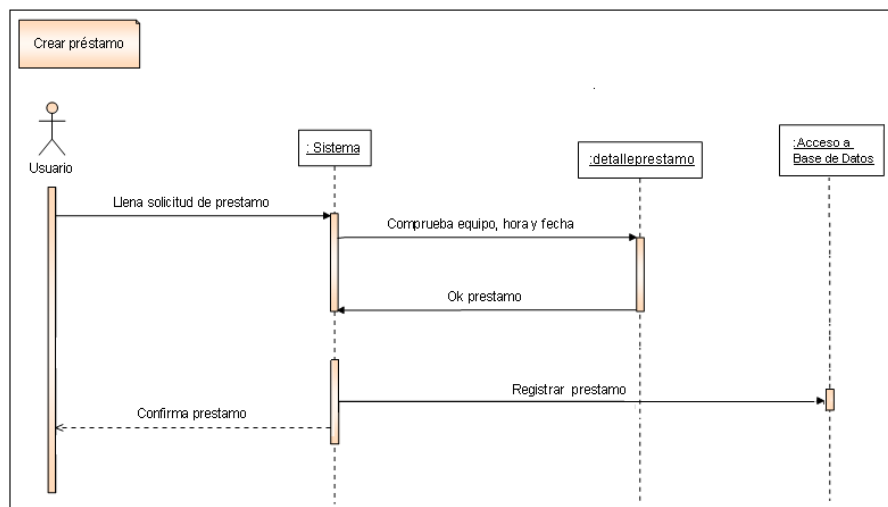 Crear préstamo
Usuario
: Sistema
:detalleprestamo
:Acceso a
Base de Datos
Llena solicitud de prestamo
Comprueba equipo, hora y fecha
Ok prestamo
Registrar prestamo
Confirma prestamo